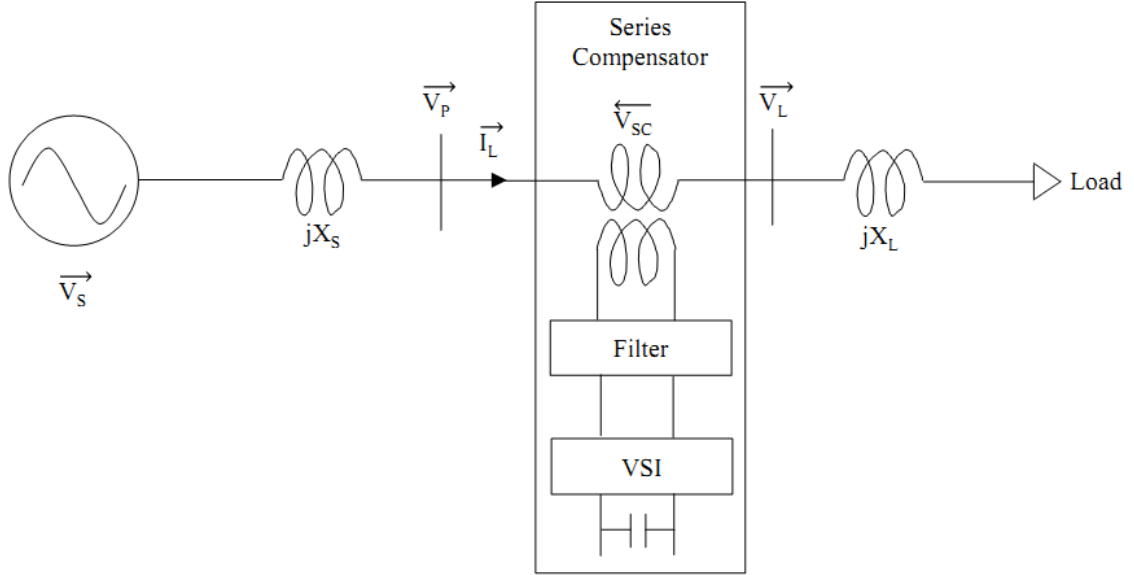 Series
Compensator
V_P
I_L
V_SC
V_L
Load
jX_S
jX_L
V_S
Filter
VSI